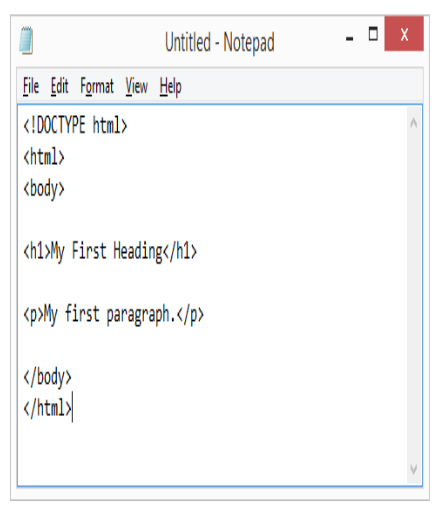 Untitled - Notepad
File Edit Format View Help
<!DOCTYPE html>
<html>
<body>
<h1>My First Heading</h1>
<p>My first paragraph.</p>
</body>
</html>